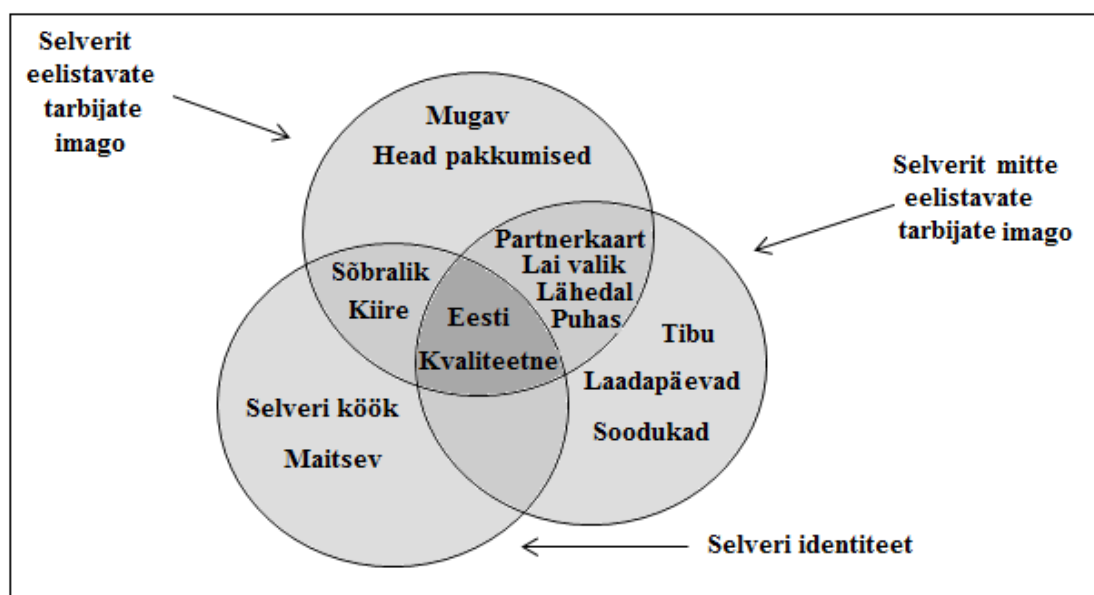 Selverit
eelistavate
tarbijate
imago
Mugav
Head pakkumised
Selverit mitte
eelistavate
tarbijate imago
Partnerkaart
Lai valik
Lähedal
Puhas
Sõbralik
Kiire
Eesti
Kvaliteetne
Tibu
Laadapäevad
Soodukad
Selveri köök
Maitsev
Selveri identiteet